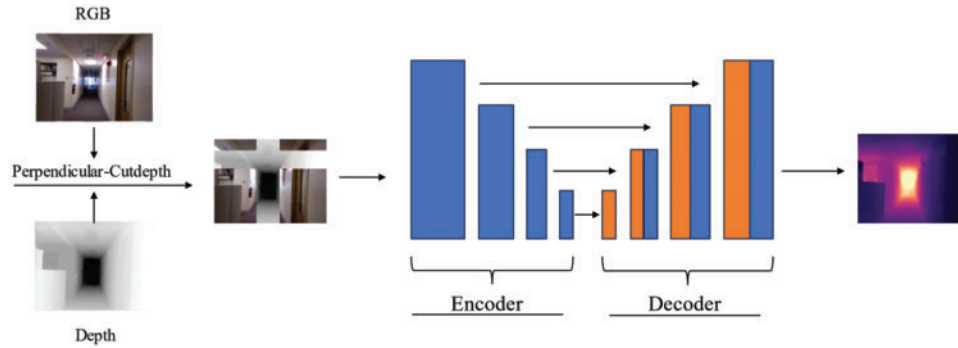 RGB
Perpendicular-Cutdepth
Depth
Encoder
Decoder